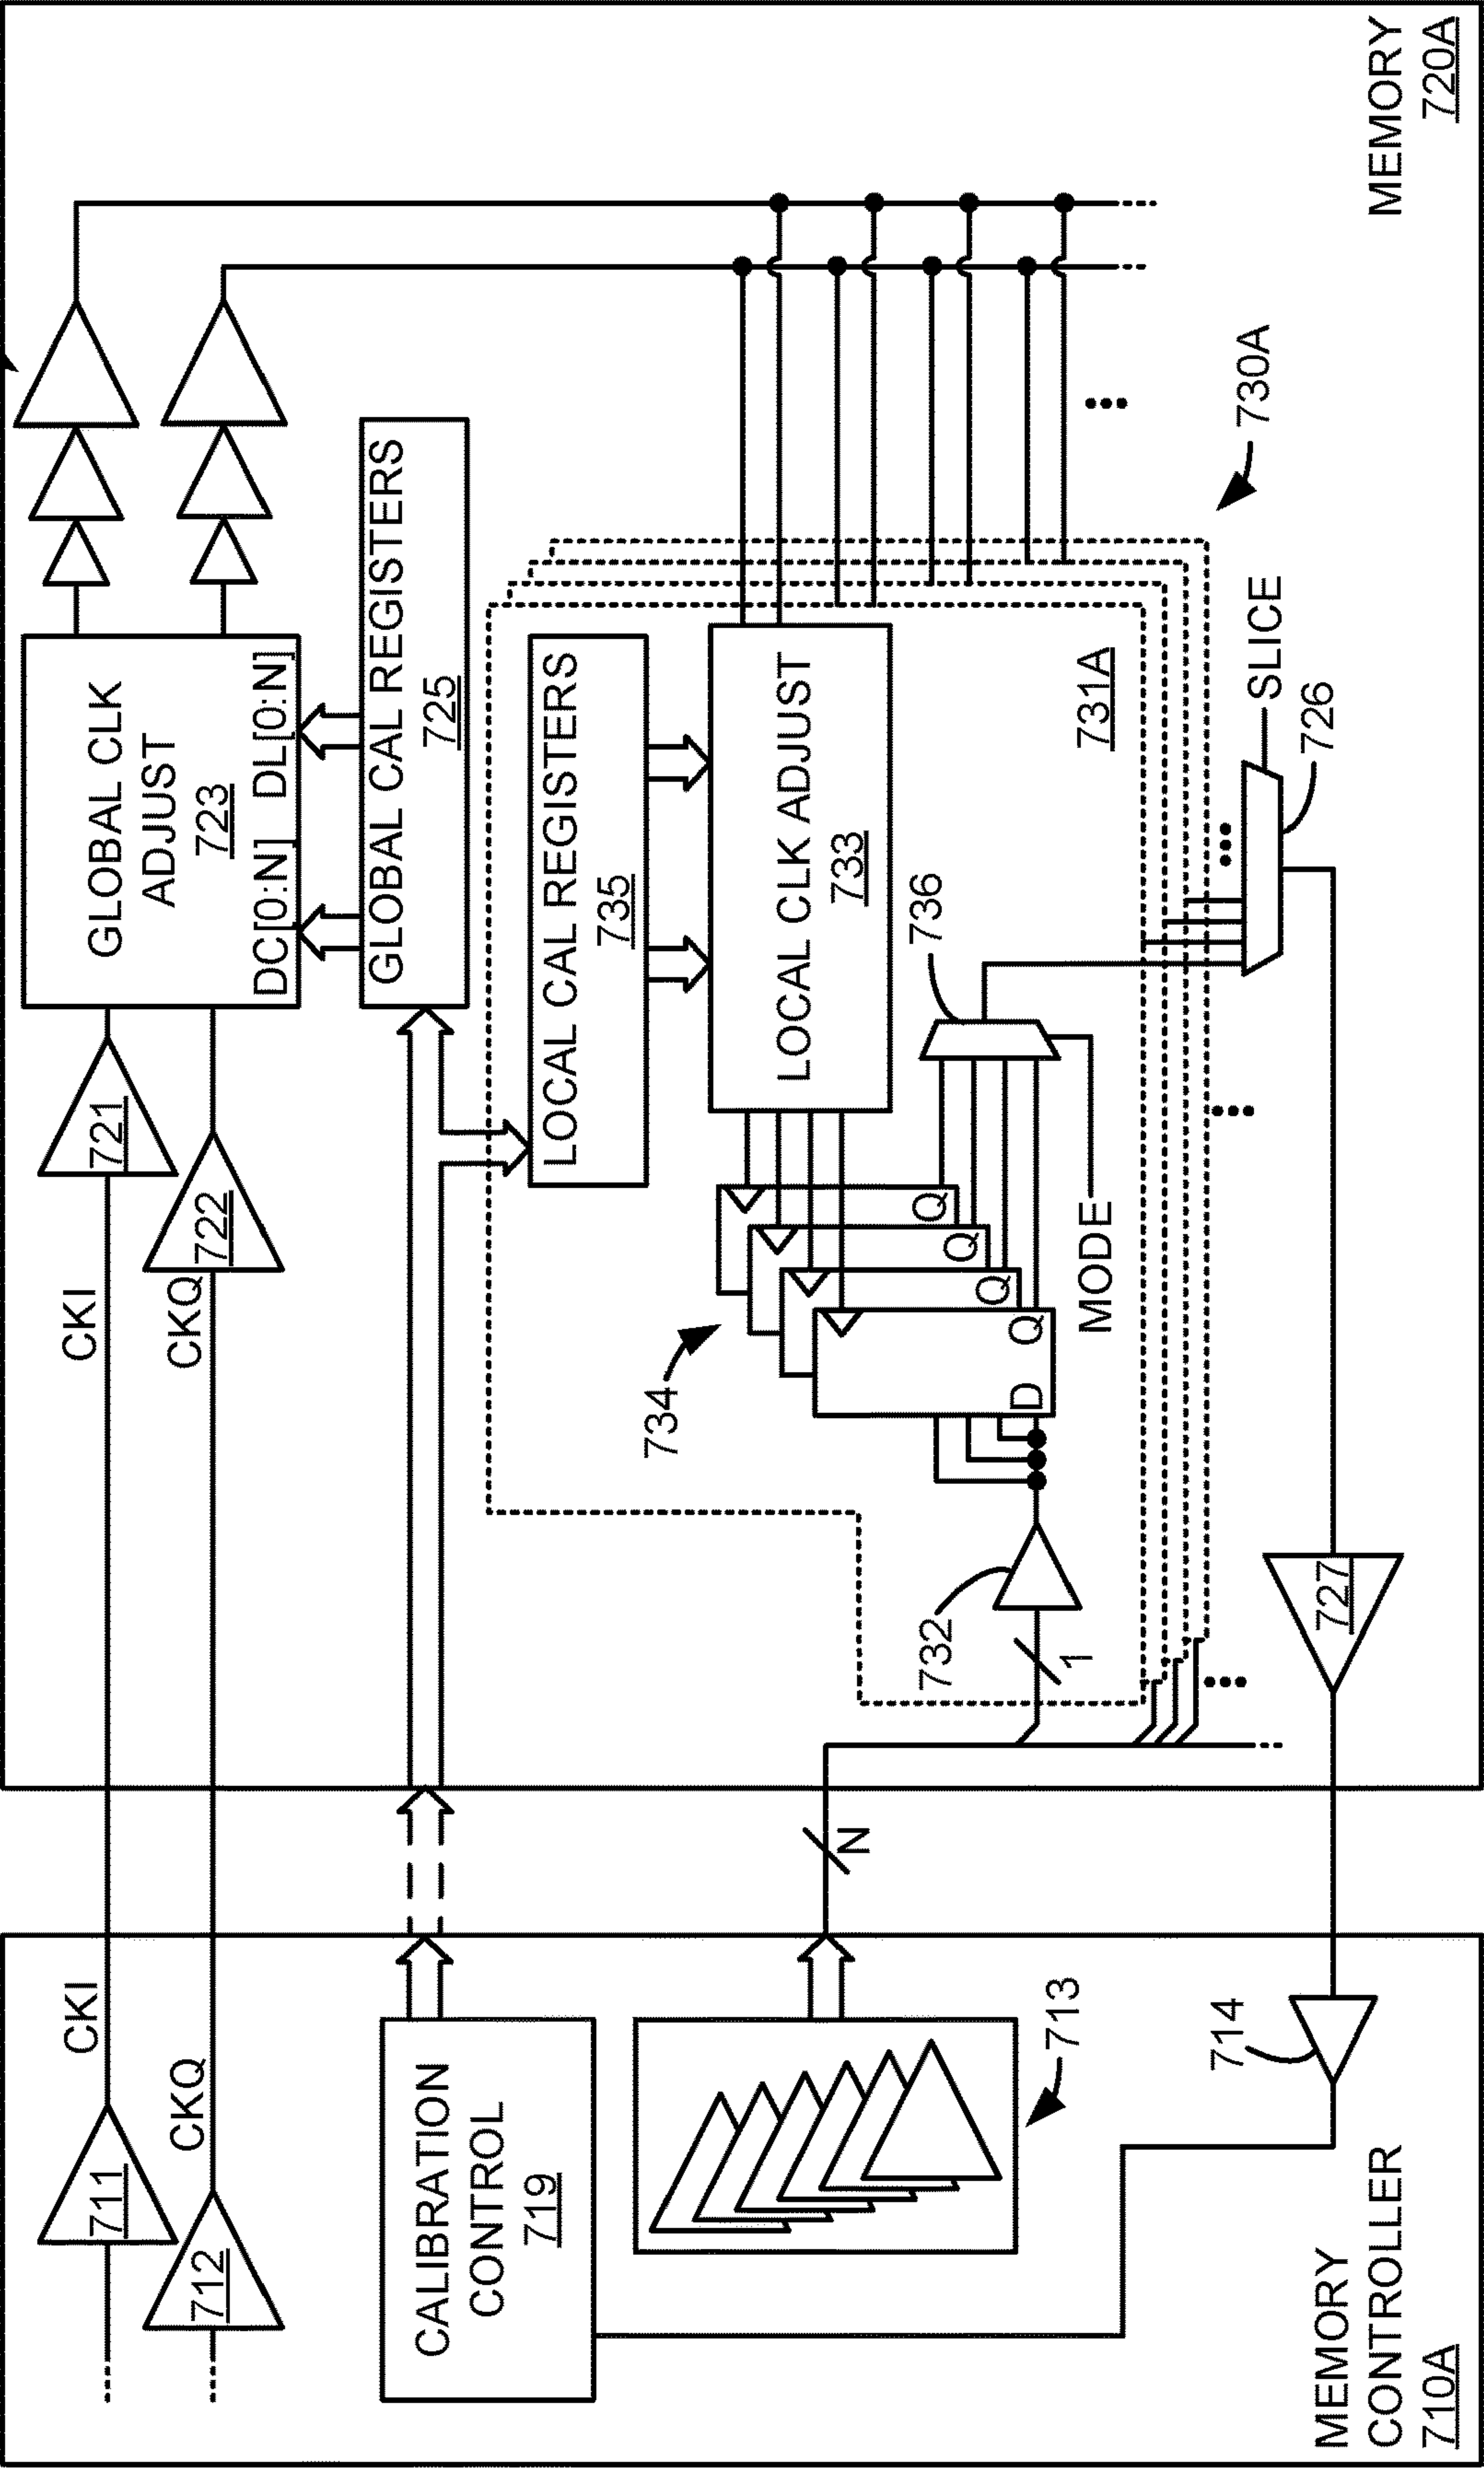 CKI
711
CKQ
712
CALIBRATION
CONTROL
719
713
714
MEMORY
CONTROLLER
710A
N
CKI
721
CKQ
722
GLOBAL CLK
ADJUST
723
DC[0:N] DL[0:N]
GLOBAL CAL REGISTERS
725
LOCAL CAL REGISTERS
735
LOCAL CLK ADJUST
733
734
Q
Q
Q
D Q
736
MODE
732
1
731A
730A
SLICE
726
727
MEMORY
720A